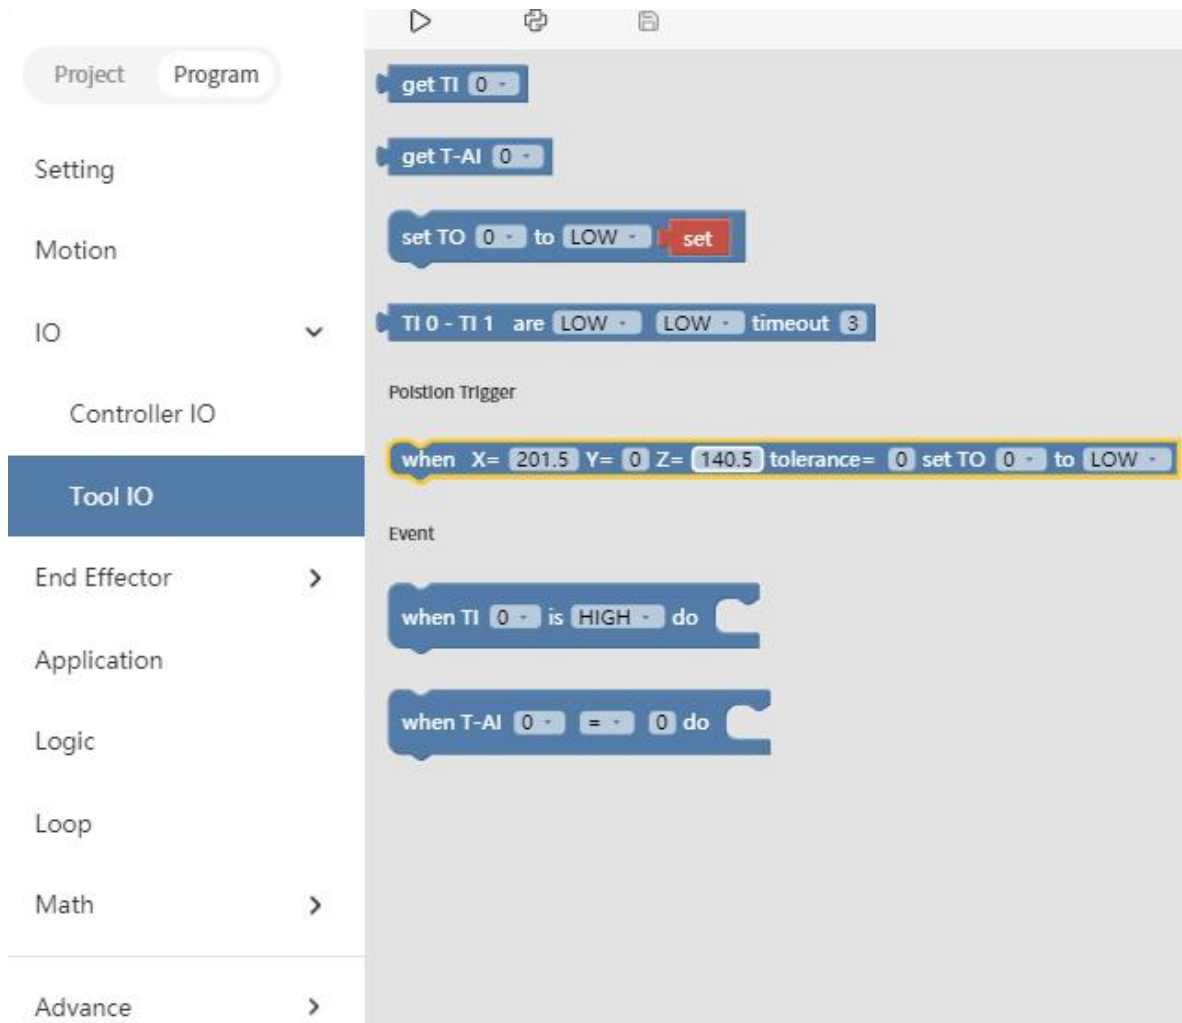 Project Program
Setting
Motion
IO
Controller IO
Tool IO
End Effector
Application
Logic
Loop
Math
Advance
get TI 0
get T-AI 0
set TO 0 to LOW set
TI 0 - TI 1 are LOW LOW timeout 3
Poistion Trigger
when X= 201.5 Y= 0 Z= 140.5 tolerance= 0 set TO 0 to LOW
Event
when TI 0 is HIGH do
when T-AI 0 = 0 do